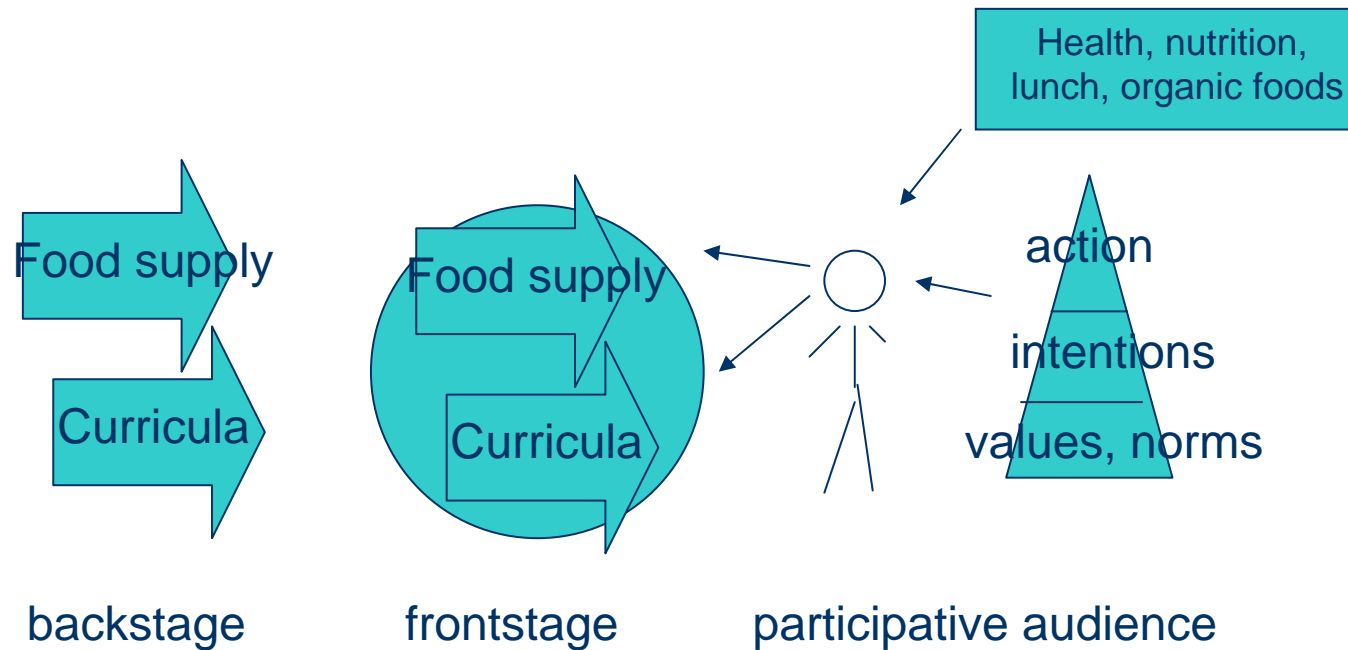 Health, nutrition,
lunch, organic foods
Food supply
Curricula
Food supply
Curricula
action
intentions
values, norms
backstage
frontstage
participative audience